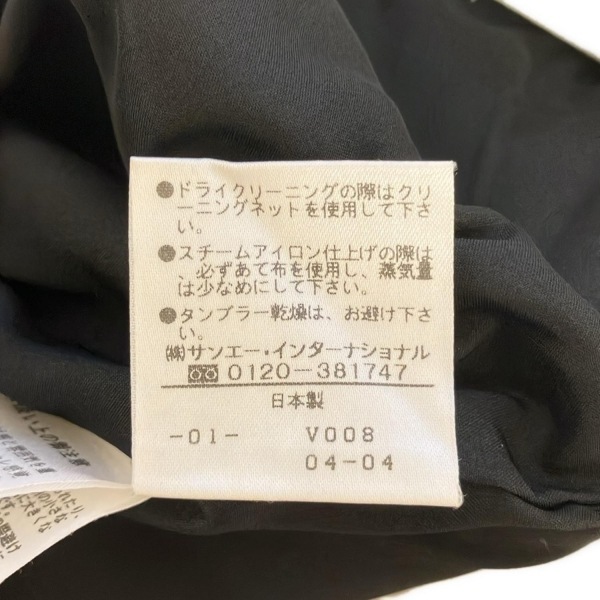 ●ドライクリーニングの際はクリ
ーニングネットを使用して下さ
い。
●スチームアイロン仕上げの際は
、必ずあて布を使用し、蒸気量
は少なめにして下さい。
●タンブラー乾燥は、お避け下さ
い。
㈱サンエー・インターナショナル
0120-381747
日本製
-01- V008
04-04